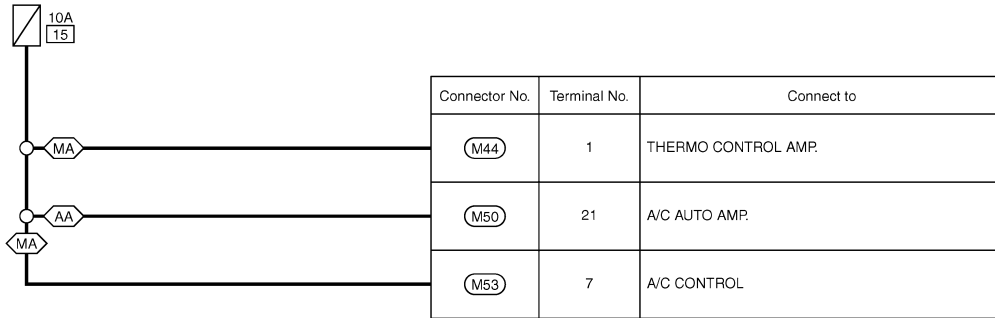 10A
15
Connector No. Terminal No. Connect to
MA M44 1 THERMO CONTROL AMP.
AA M50 21 A/C AUTO AMP.
MA
M53 7 A/C CONTROL